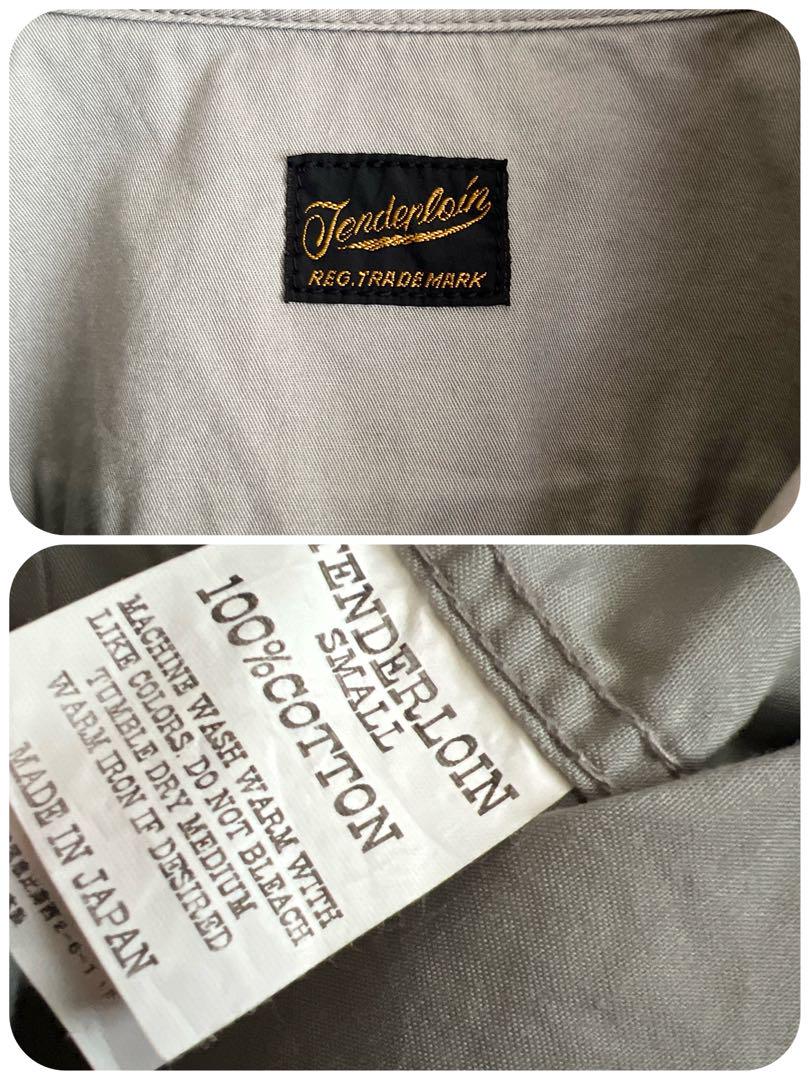 Tenderloin
REG. TRADE MARK
TENDERLOIN
SMALL
100% COTTON
MACHINE WASH WARM WITH
LIKE COLORS. DO NOT BLEACH
TUMBLE DRY MEDIUM
WARM IRON IF DESIRED
MADE IN JAPAN